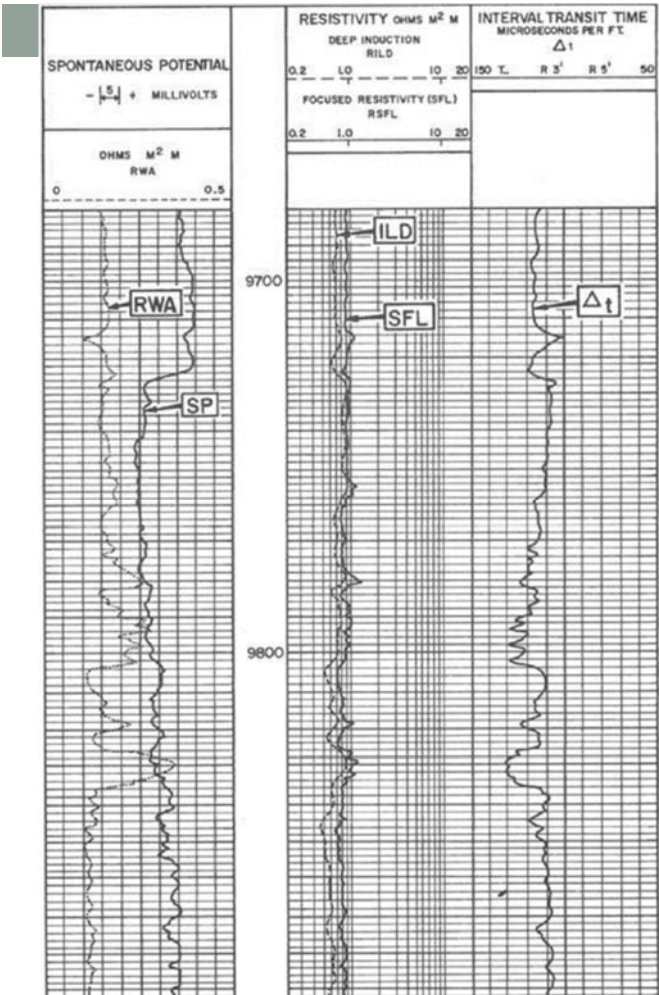 SPONTANEOUS POTENTIAL
- 5 + MILLIVOLTS
OHMS M² M
RWA
0 0.5
RESISTIVITY OHMS M² M
DEEP INDUCTION
RILD
0.2 1.0 10 20
FOCUSED RESISTIVITY (SFL)
RSFL
0.2 1.0 10 20
INTERVAL TRANSIT TIME
MICROSECONDS PER FT.
Δt
150 T R 3' R 5' 50
ILD
9700
RWA
Δt
SFL
SP
9800